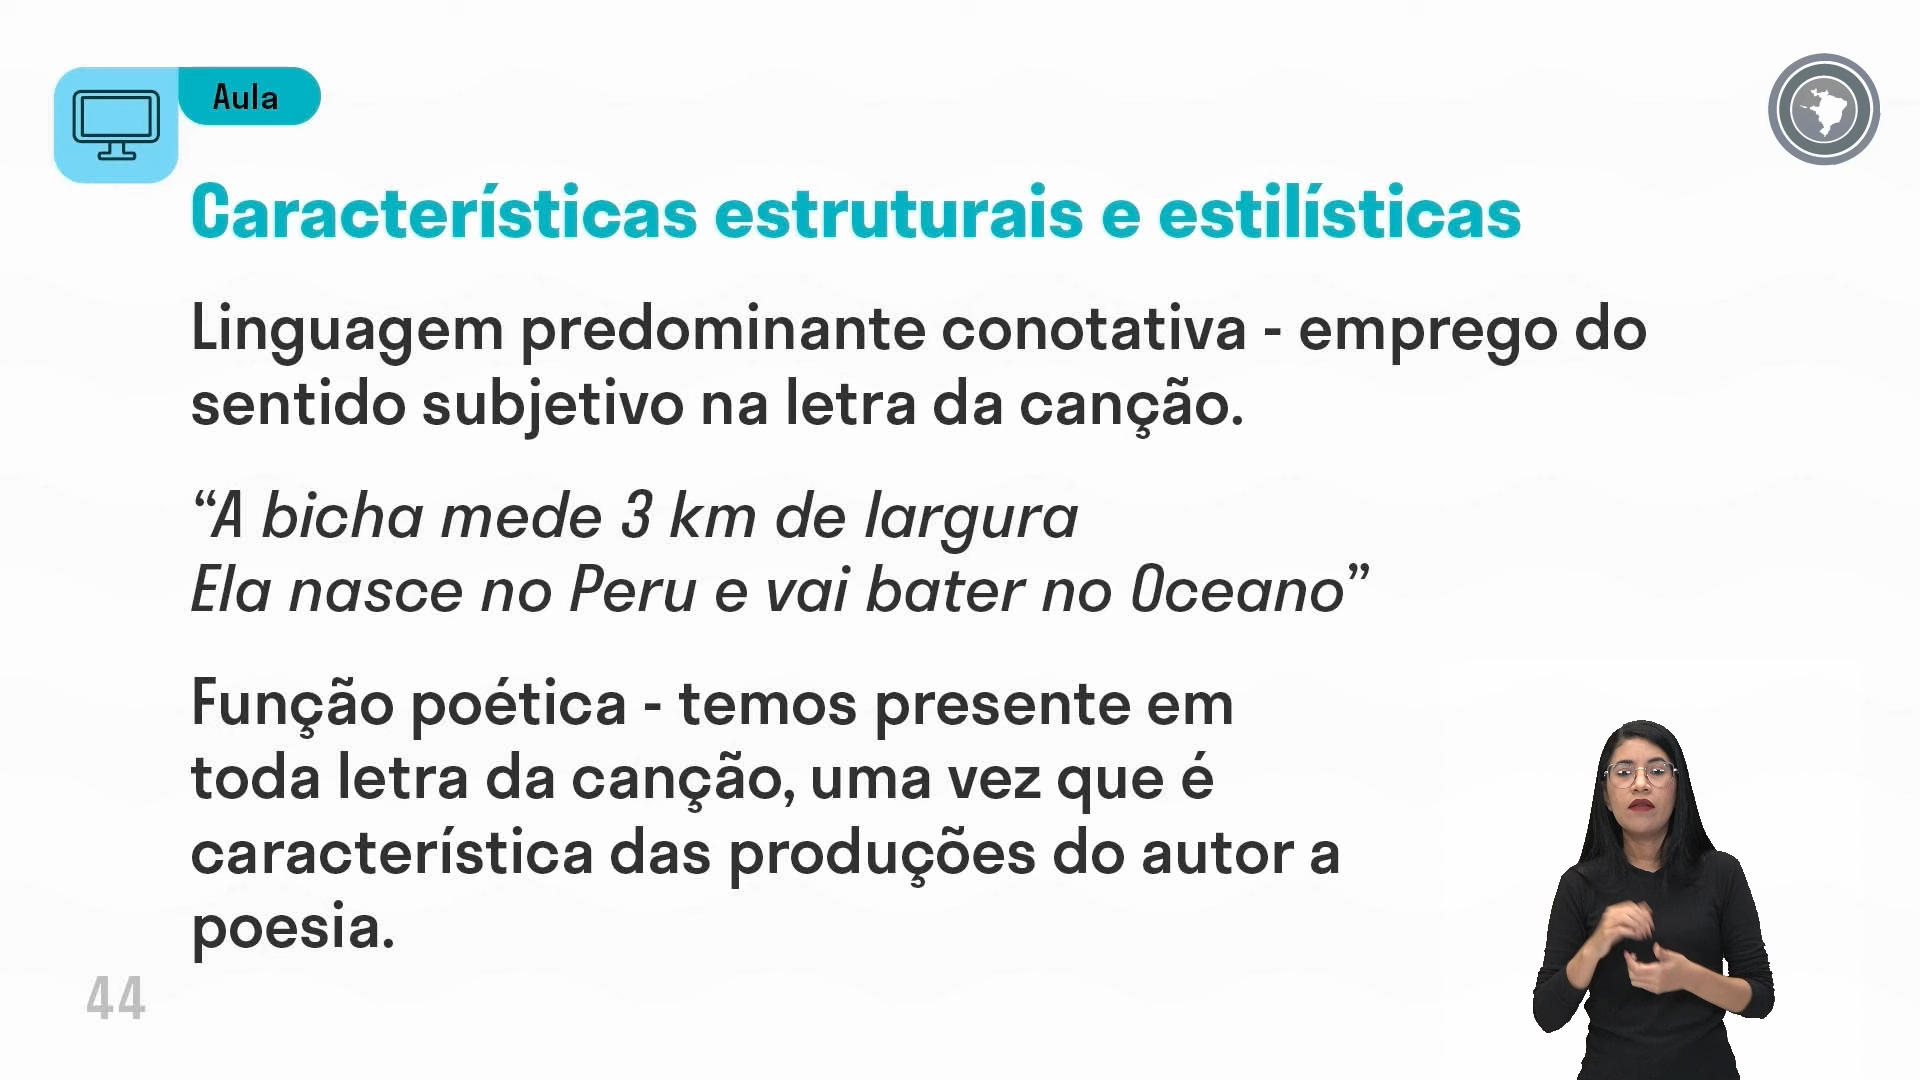 Aula
Características estruturais e estilísticas
Linguagem predominante conotativa - emprego do
sentido subjetivo na letra da canção.
“A bicha mede 3 km de largura
Ela nasce no Peru e vai bater no Oceano”
Função poética - temos presente em
toda letra da canção, uma vez que é
característica das produções do autor a
poesia.
44